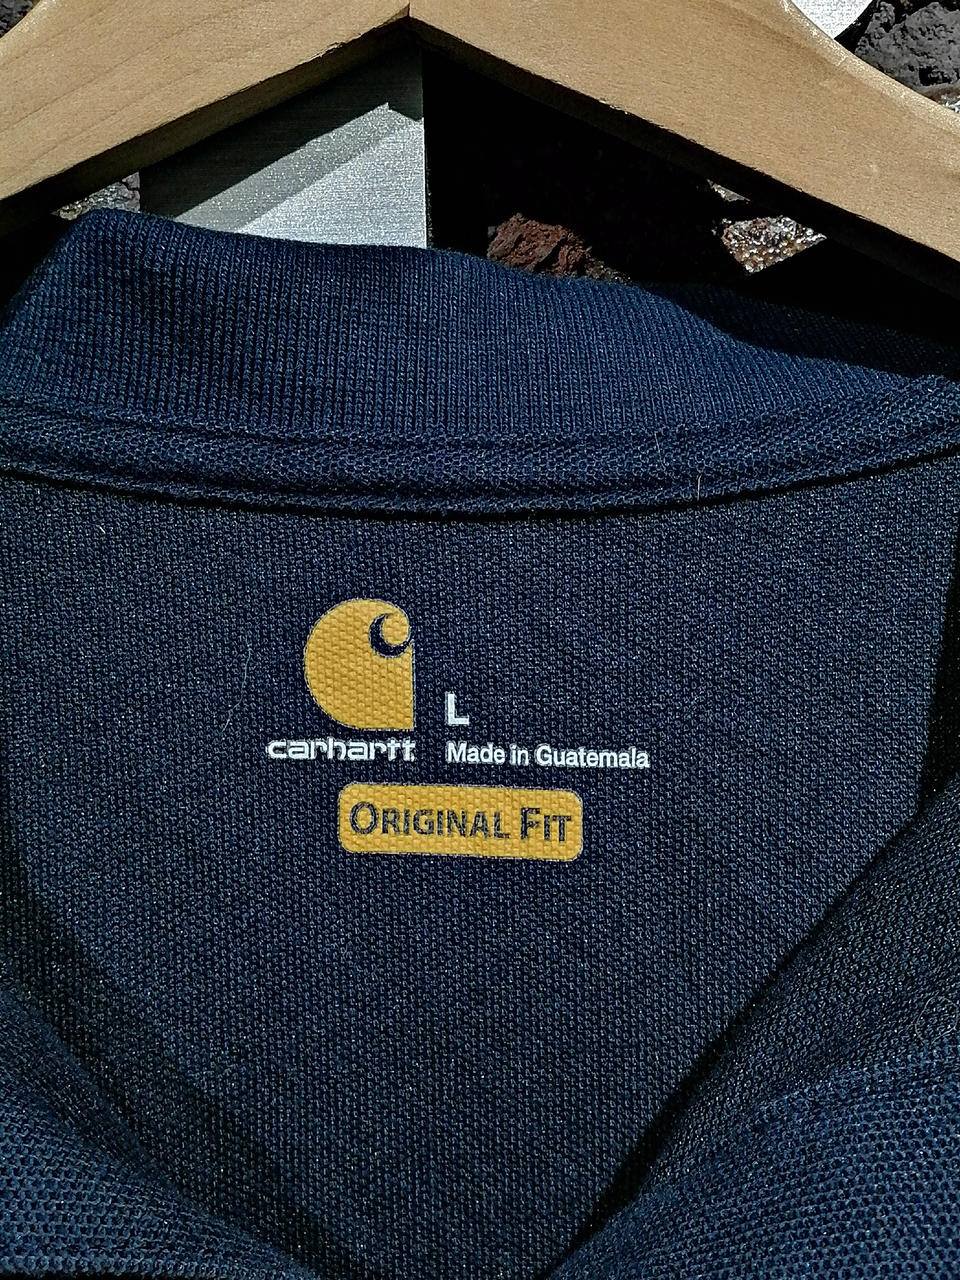 L
carhartt Made in Guatemala
ORIGINAL FIT